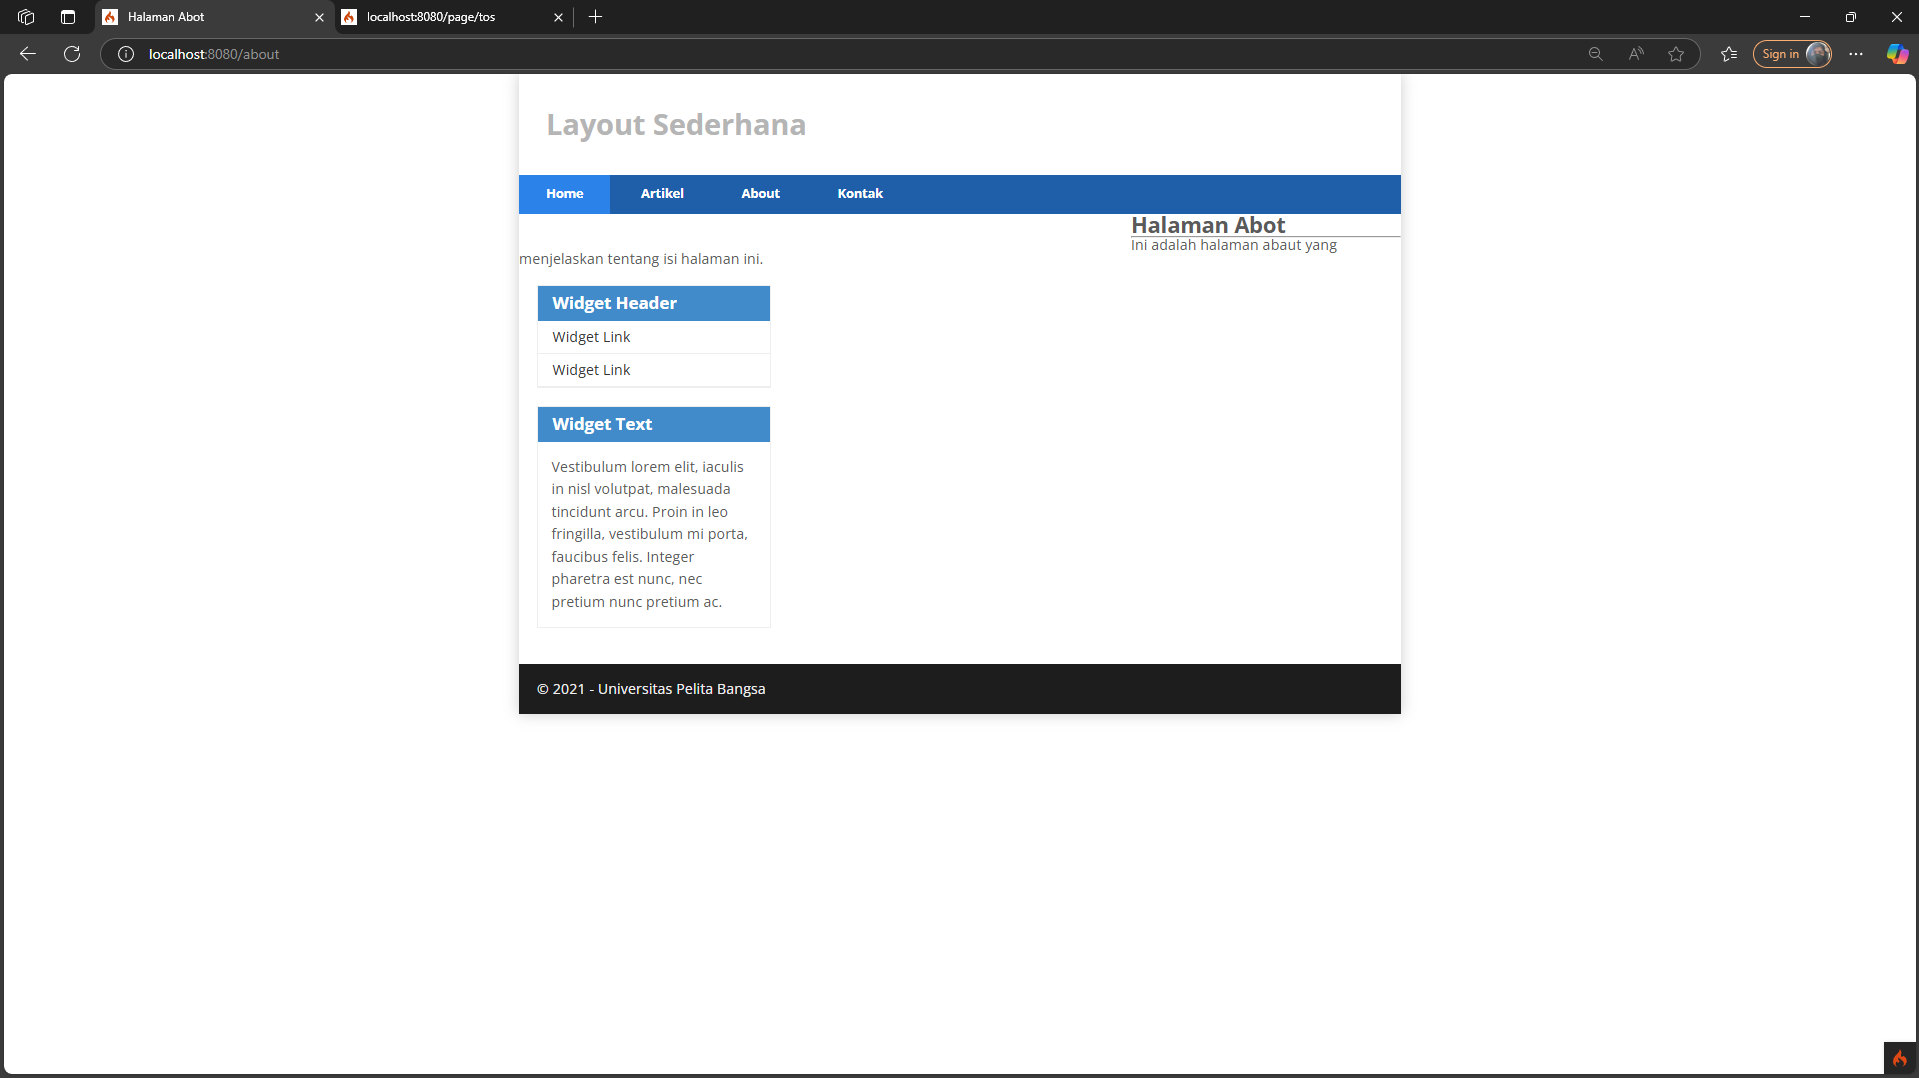 Halaman Abot
localhost:8080/page/tos
localhost:8080/about
Sign in
Layout Sederhana
Home
Artikel
About
Kontak
Halaman Abot
Ini adalah halaman abaut yang
menjelaskan tentang isi halaman ini.
Widget Header
Widget Link
Widget Link
Widget Text
Vestibulum lorem elit, iaculis
in nisl volutpat, malesuada
tincidunt arcu. Proin in leo
fringilla, vestibulum mi porta,
faucibus felis. Integer
pharetra est nunc, nec
pretium nunc pretium ac.
© 2021 - Universitas Pelita Bangsa